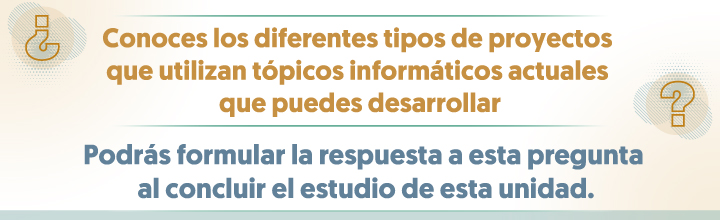 ¿
Conoces los diferentes tipos de proyectos
que utilizan tópicos informáticos actuales
que puedes desarrollar
?
Podrás formular la respuesta a esta pregunta
al concluir el estudio de esta unidad.